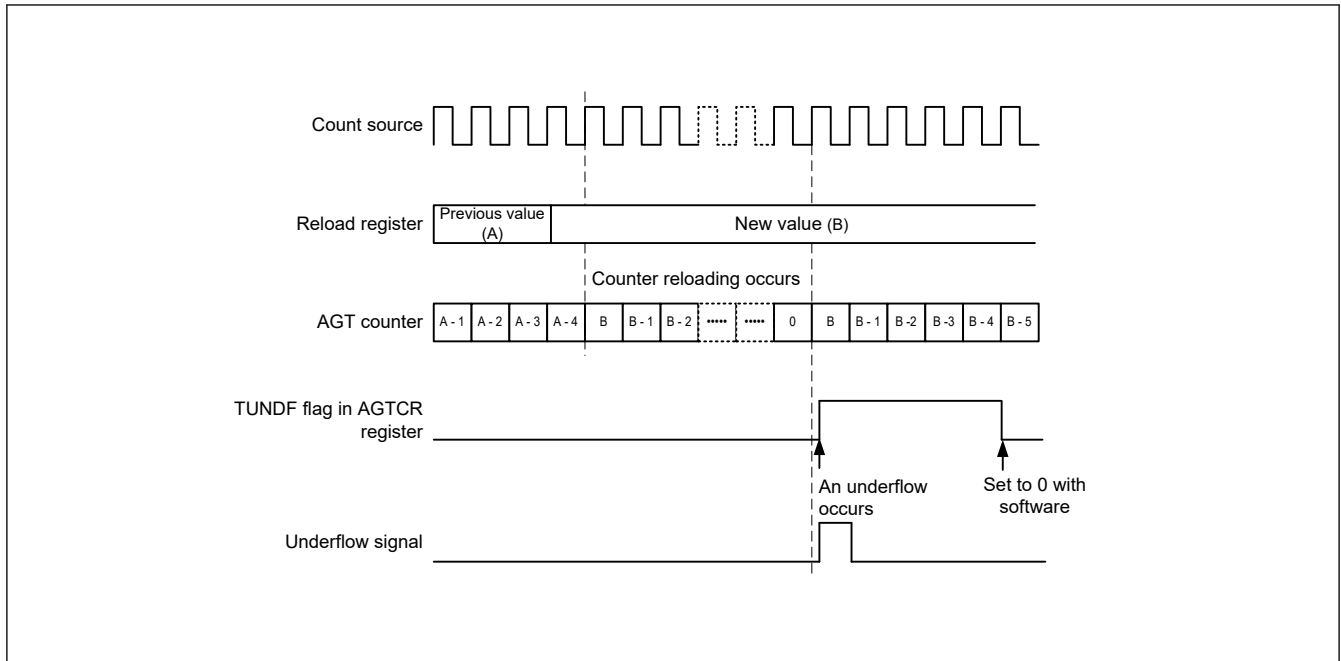 Count source
Reload register
Previous value
(A)
New value (B)
Counter reloading occurs
AGT counter
A - 1 A - 2 A - 3 A - 4 B B - 1 B - 2 ••••• ••••• 0 B B - 1 B -2 B -3 B - 4 B - 5
TUNDF flag in AGTCR
register
An underflow
occurs
Set to 0 with
software
Underflow signal